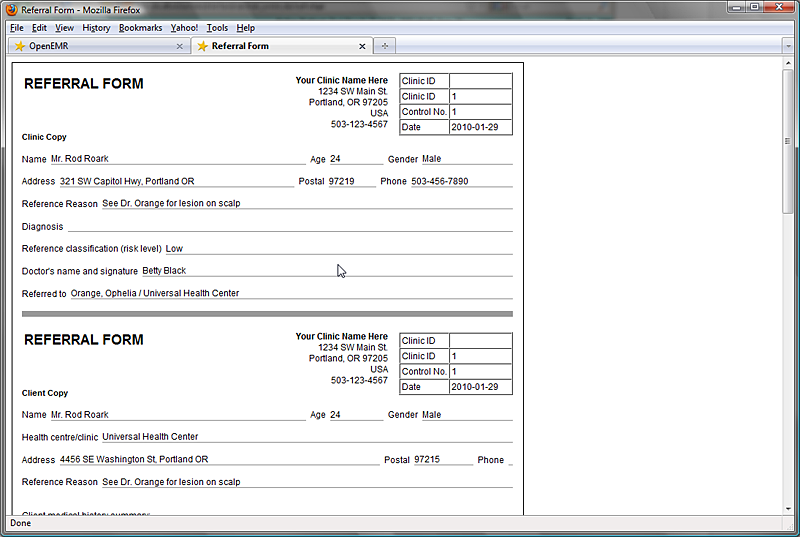 Referral Form - Mozilla Firefox
File Edit View History Bookmarks Yahoo! Tools Help
OpenEMR
Referral Form
REFERRAL FORM
Your Clinic Name Here
1234 SW Main St.
Portland, OR 97205
USA
503-123-4567
Clinic ID
Clinic ID 1
Control No. 1
Date 2010-01-29
Clinic Copy
Name Mr. Rod Roark Age 24 Gender Male
Address 321 SW Capitol Hwy, Portland OR Postal 97219 Phone 503-456-7890
Reference Reason See Dr. Orange for lesion on scalp
Diagnosis
Reference classification (risk level) Low
Doctor's name and signature Betty Black
Referred to Orange, Ophelia / Universal Health Center
REFERRAL FORM
Your Clinic Name Here
1234 SW Main St.
Portland, OR 97205
USA
503-123-4567
Clinic ID
Clinic ID 1
Control No. 1
Date 2010-01-29
Client Copy
Name Mr. Rod Roark Age 24 Gender Male
Health centre/clinic Universal Health Center
Address 4456 SE Washington St, Portland OR Postal 97215 Phone
Reference Reason See Dr. Orange for lesion on scalp
Client medical history summary:
Done